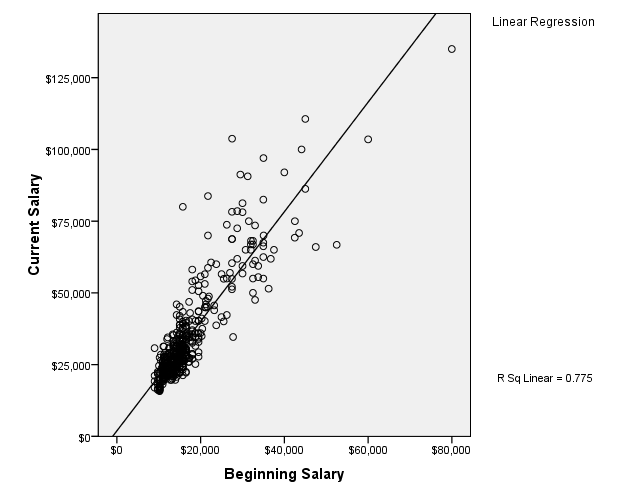 Linear Regression
$125,000
$100,000
$75,000
$50,000
$25,000
$0
Current Salary
R Sq Linear = 0.775
$0 $20,000 $40,000 $60,000 $80,000
Beginning Salary